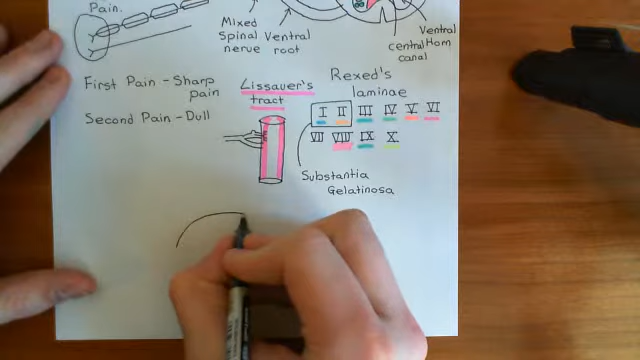 Pain.
Mixed
Spinal
nerve
Ventral
root
Ventral
Horn
central
canal
First Pain - Sharp
pain
Second Pain - Dull
Lissauer's
tract
Rexed's
laminae
I II III IV V VI
VII VIII IX X
Substantia
Gelatinosa